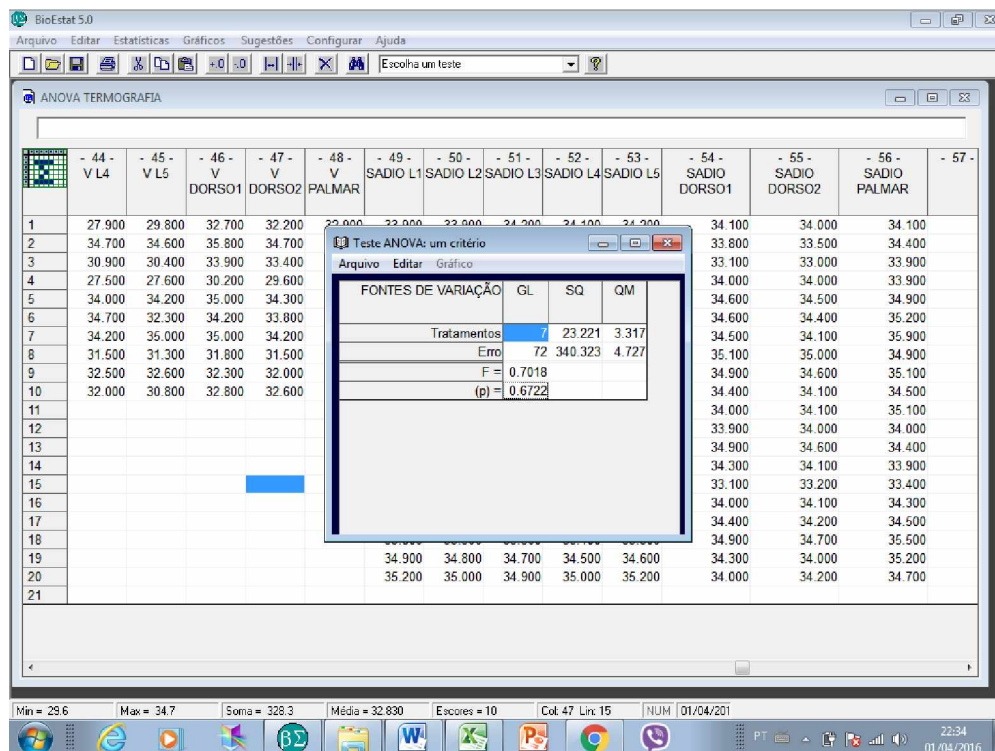 BioEstat 5.0
Arquivo Editar Estatísticas Gráficos Sugestões Configurar Ajuda
Escolha um teste
ANOVA TERMOGRAFIA
- 44 - - 45 - - 46 - - 47 - - 48 - - 49 - - 50 - - 51 - - 52 - - 53 - - 54 - - 55 - - 56 - - 57 -
V L4 V L5 V V V SADIO L1 SADIO L2 SADIO L3 SADIO L4 SADIO L5 SADIO SADIO SADIO
DORSO1 DORSO2 PALMAR DORSO1 DORSO2 PALMAR
1 27.900 29.800 32.700 32.200 32.900 33.900 33.900 34.200 34.100 34.200 34.100 34.000 34.100
2 34.700 34.600 35.800 34.700 33.800 33.500 34.400
3 30.900 30.400 33.900 33.400 33.100 33.000 33.900
4 27.500 27.600 30.200 29.600 34.000 34.000 33.900
5 34.000 34.200 35.000 34.300 34.600 34.500 34.900
6 34.700 32.300 34.200 33.800 34.600 34.400 35.200
7 34.200 35.000 35.000 34.200 34.500 34.100 35.900
8 31.500 31.300 31.800 31.500 35.100 35.000 34.900
9 32.500 32.600 32.300 32.000 34.900 34.600 35.100
10 32.000 30.800 32.800 32.600 34.400 34.100 34.500
11 34.000 34.100 35.100
12 33.900 34.000 34.000
13 34.900 34.600 34.400
14 34.300 34.100 33.900
15 33.100 33.200 33.400
16 34.000 34.100 34.300
17 34.400 34.200 34.500
18 34.900 34.700 35.500
19 34.900 34.800 34.700 34.500 34.600 34.300 34.000 35.200
20 35.200 35.000 34.900 35.000 35.200 34.000 34.200 34.700
21
Teste ANOVA: um critério
Arquivo Editar Gráfico
FONTES DE VARIAÇÃO GL SQ QM
Tratamentos 7 23.221 3.317
Erro 72 340.323 4.727
F = 0.7018
(p) = 0.6722
Min = 29.6 Max = 34.7 Soma = 328.3 Média = 32.830 Escores = 10 Col: 47 Lin: 15 NUM 01/04/201
PT 22:34
01/04/2016